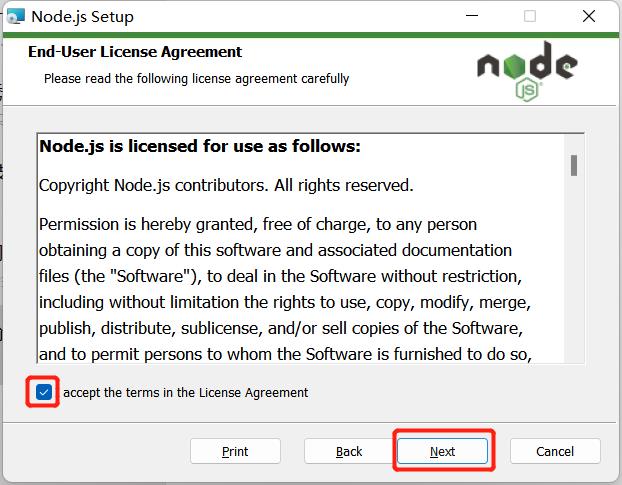 Node.js Setup
End-User License Agreement
Please read the following license agreement carefully
node
JS
Node.js is licensed for use as follows:
Copyright Node.js contributors. All rights reserved.
Permission is hereby granted, free of charge, to any person
obtaining a copy of this software and associated documentation
files (the "Software"), to deal in the Software without restriction,
including without limitation the rights to use, copy, modify, merge,
publish, distribute, sublicense, and/or sell copies of the Software,
and to permit persons to whom the Software is furnished to do so,
accept the terms in the License Agreement
Print
Back
Next
Cancel